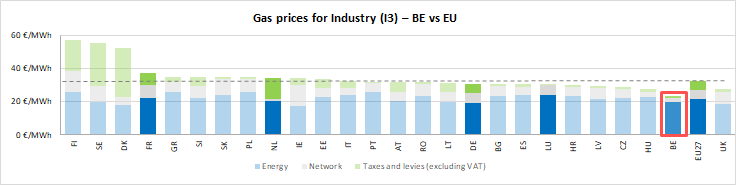 Gas prices for Industry (I3) – BE vs EU
60 €/MWh
40 €/MWh
20 €/MWh
0 €/MWh
FI SE DK FR GR SI SK PL NL IE EE IT PT AT RO LT DE BG ES LU HR LV CZ HU BE EU27 UK
Energy Network Taxes and levies (excluding VAT)